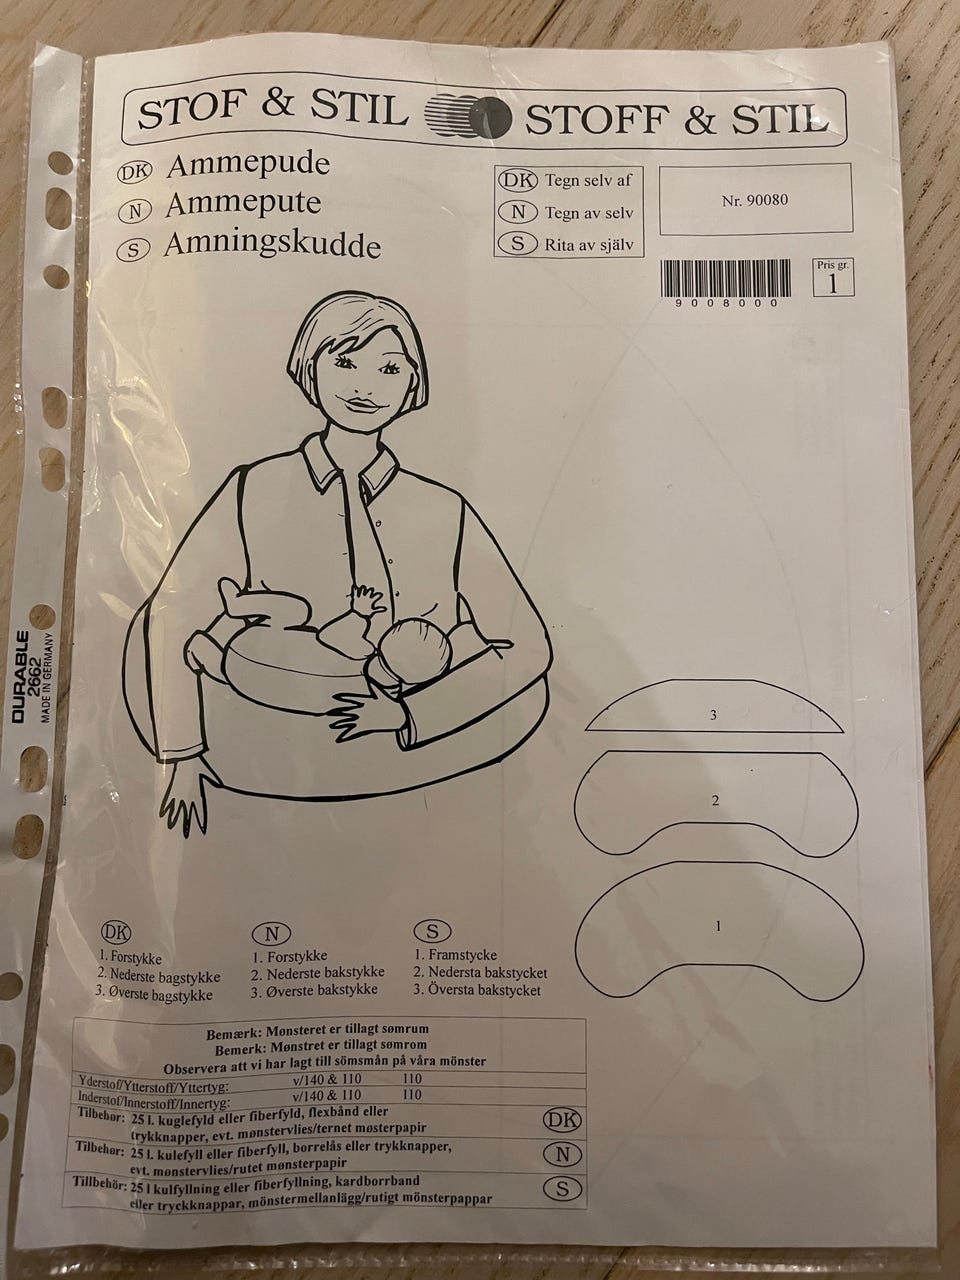 STOF & STIL STOFF & STIL
DK Ammepude
N Ammepute
S Amningskudde
DK Tegn selv af
N Tegn av selv
S Rita av själv
Nr. 90080
9008000
Pris gr.
1
DURABLE
2662
MADE IN GERMANY
3
2
1
DK
1. Forstykke
2. Nederste bagstykke
3. Øverste bagstykke
N
1. Forstykke
2. Nederste bakstykke
3. Øverste bakstykke
S
1. Framstycke
2. Nedersta bakstycket
3. Översta bakstycket
Bemærk: Mønsteret er tillagt sømrum
Bemerk: Mønstret er tillagt sømrom
Observera att vi har lagt till sömsmån på våra mönster
Yderstof/Ytterstoff/Yttertyg: v/140 & 110 110
Inderstof/Innerstoff/Innertyg: v/140 & 110 110
Tilbehør: 25 l. kuglefyld eller fiberfyld, flexbånd eller
trykknapper, evt. mønstervlies/ternet møsterpapir
DK
Tilbehør: 25 l. kulefyll eller fiberfyll, borrelås eller trykknapper,
evt. mønstervlies/rutet mønsterpapir
N
Tillbehör: 25 l kulfyllning eller fiberfyllning, kardborrband
eller tryckknappar, mönstermellanlägg/rutigt mönsterpappar
S